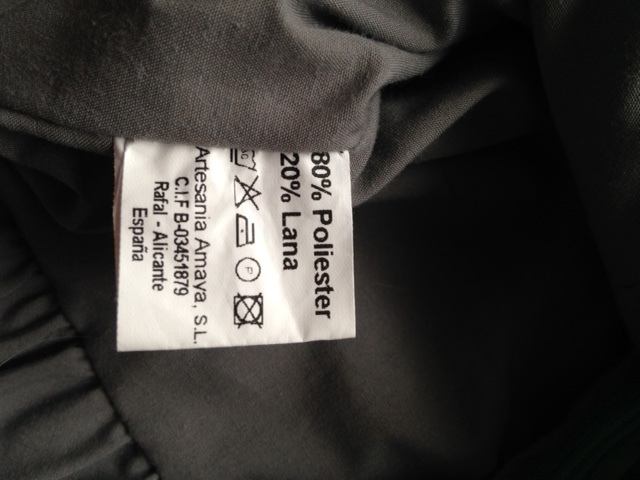 80% Poliester
20% Lana
P
Artesania Amaya, S.L.
C.I.F B-03451879
Rafal - Alicante
España